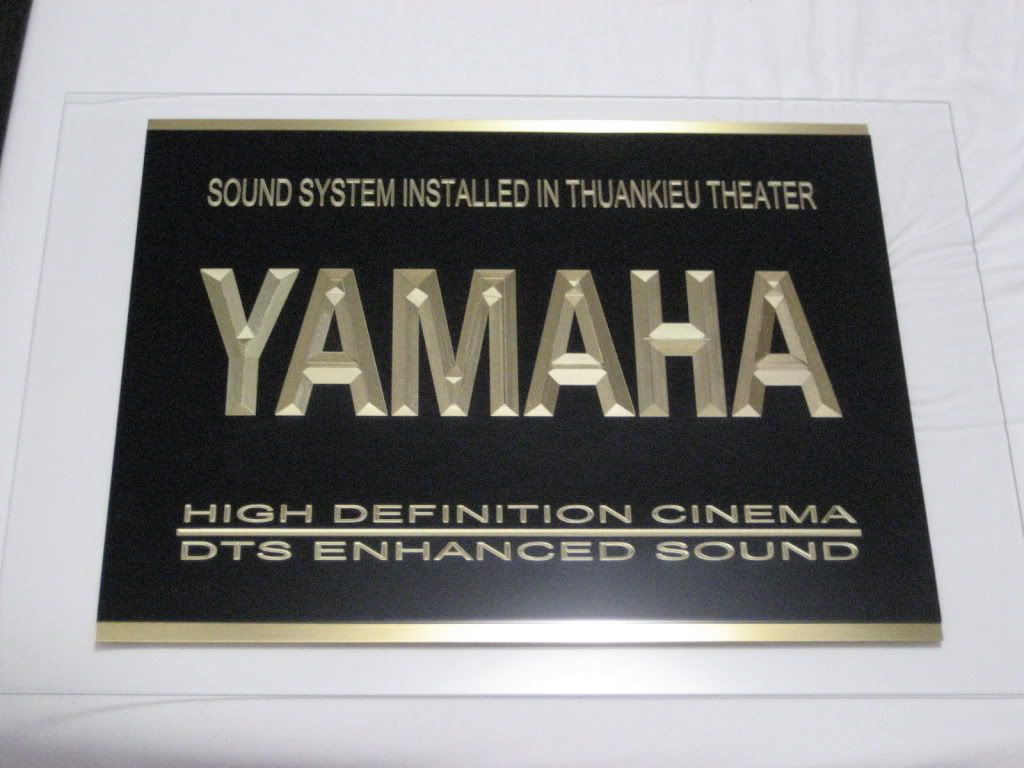 SOUND SYSTEM INSTALLED IN THUANKIEU THEATER
YAMAHA
HIGH DEFINITION CINEMA
DTS ENHANCED SOUND